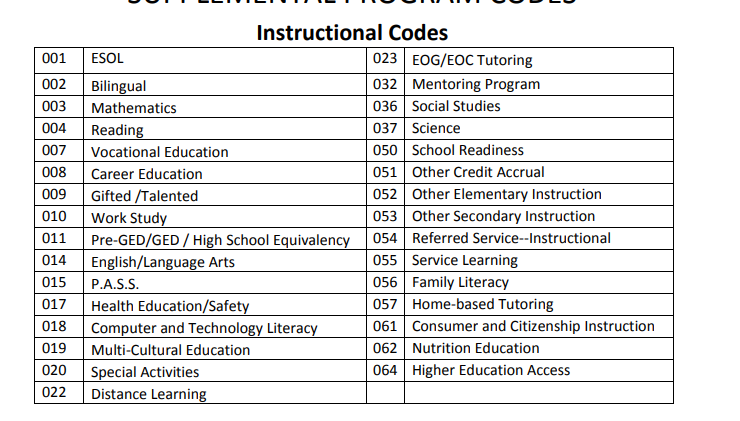 SUPPLEMENTAL PROGRAM CODES
Instructional Codes
001 ESOL 023 EOG/EOC Tutoring
002 Bilingual 032 Mentoring Program
003 Mathematics 036 Social Studies
004 Reading 037 Science
007 Vocational Education 050 School Readiness
008 Career Education 051 Other Credit Accrual
009 Gifted /Talented 052 Other Elementary Instruction
010 Work Study 053 Other Secondary Instruction
011 Pre-GED/GED / High School Equivalency 054 Referred Service--Instructional
014 English/Language Arts 055 Service Learning
015 P.A.S.S. 056 Family Literacy
017 Health Education/Safety 057 Home-based Tutoring
018 Computer and Technology Literacy 061 Consumer and Citizenship Instruction
019 Multi-Cultural Education 062 Nutrition Education
020 Special Activities 064 Higher Education Access
022 Distance Learning